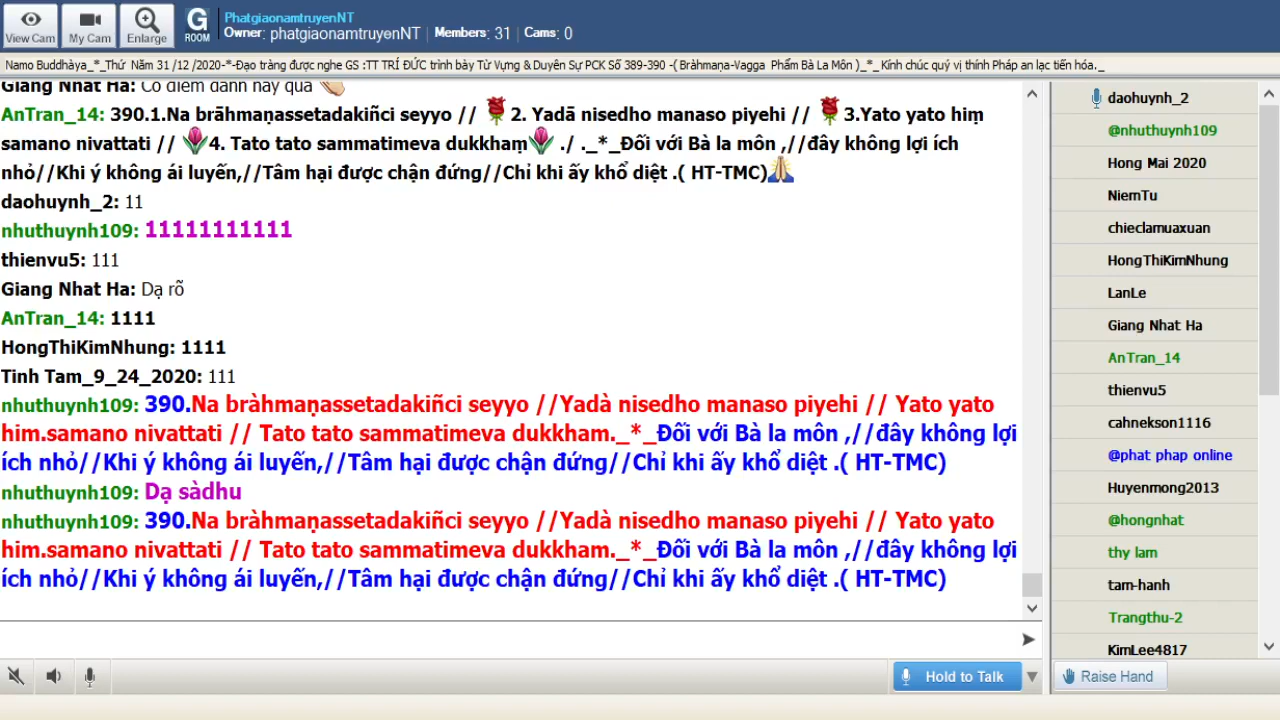 View Cam
My Cam
Enlarge
G
ROOM
PhatgiaonamtruyenNT
Owner: phatgiaonamtruyenNT | Members: 31 | Cams: 0
Namo Buddhàya_*_Thứ Năm 31 /12 /2020-*-Đạo tràng được nghe GS :TT TRÍ ĐỨC trình bày Từ Vựng & Duyên Sự PCK Số 389-390 -( Bràhmaṇa-Vagga Phẩm Bà La Môn )_*_ Kính chúc quý vị thính Pháp an lạc tiến hóa._
Giang Nhat Ha: Cô điểm danh hay quá
AnTran_14: 390.1.Na brāhmaṇassetadakiñci seyyo // 2. Yadā nisedho manaso piyehi // 3.Yato yato hiṃ
samano nivattati // 4. Tato tato sammatimeva dukkhaṃ ./ ._*_Đối với Bà la môn ,//đây không lợi ích
nhỏ//Khi ý không ái luyến,//Tâm hại được chận đứng//Chỉ khi ấy khổ diệt .( HT-TMC)
daohuynh_2: 11
nhuthuynh109: 11111111111
thienvu5: 111
Giang Nhat Ha: Dạ rõ
AnTran_14: 1111
HongThiKimNhung: 1111
Tinh Tam_9_24_2020: 111
nhuthuynh109: 390.Na bràhmaṇassetadakiñci seyyo //Yadà nisedho manaso piyehi // Yato yato
him.samano nivattati // Tato tato sammatimeva dukkham._*_Đối với Bà la môn ,//đây không lợi
ích nhỏ//Khi ý không ái luyến,//Tâm hại được chận đứng//Chỉ khi ấy khổ diệt .( HT-TMC)
nhuthuynh109: Dạ sàdhu
nhuthuynh109: 390.Na bràhmaṇassetadakiñci seyyo //Yadà nisedho manaso piyehi // Yato yato
him.samano nivattati // Tato tato sammatimeva dukkham._*_Đối với Bà la môn ,//đây không lợi
ích nhỏ//Khi ý không ái luyến,//Tâm hại được chận đứng//Chỉ khi ấy khổ diệt .( HT-TMC)
Hold to Talk
daohuynh_2
@nhuthuynh109
Hong Mai 2020
NiemTu
chieclamuaxuan
HongThiKimNhung
LanLe
Giang Nhat Ha
AnTran_14
thienvu5
cahnekson1116
@phat phap online
Huyenmong2013
@hongnhat
thy lam
tam-hanh
Trangthu-2
KimLee4817
Raise Hand